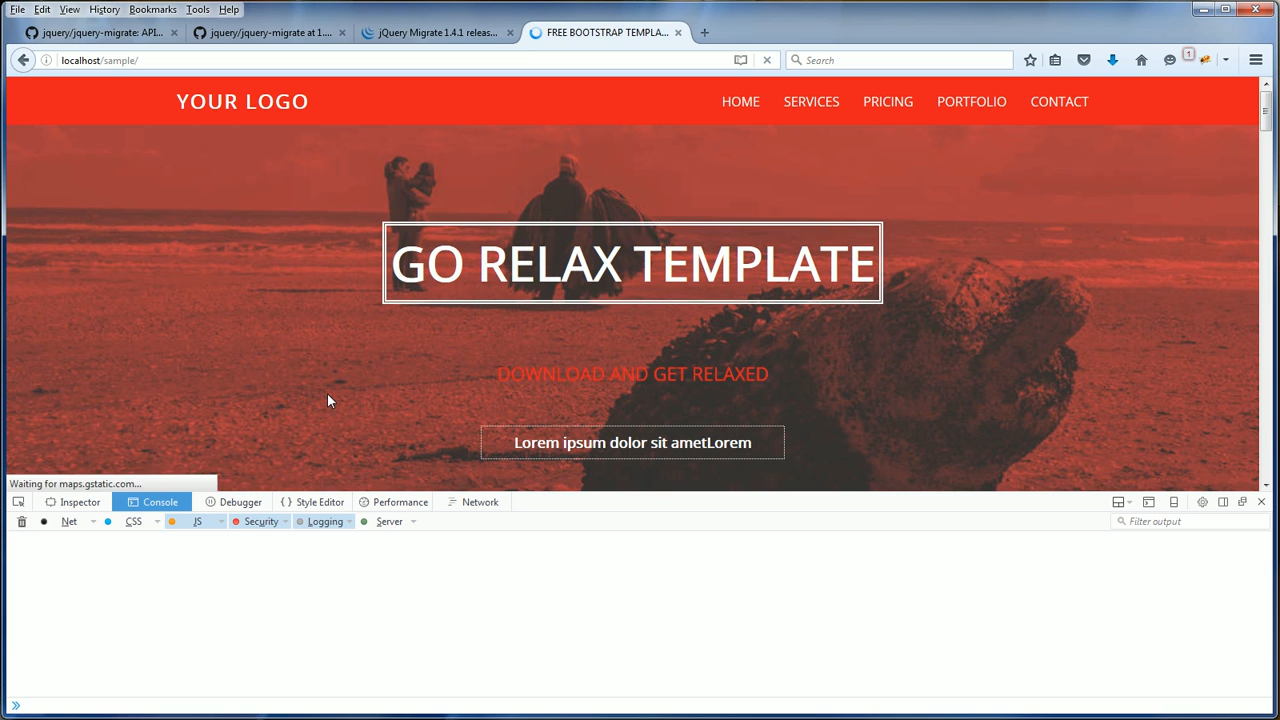 File Edit View History Bookmarks Tools Help
jquery/jquery-migrate: API... jquery/jquery-migrate at 1.... jQuery Migrate 1.4.1 releas... FREE BOOTSTRAP TEMPLA...
localhost/sample/ Search 1
YOUR LOGO HOME SERVICES PRICING PORTFOLIO CONTACT
GO RELAX TEMPLATE
DOWNLOAD AND GET RELAXED
Lorem ipsum dolor sit ametLorem
Waiting for maps.gstatic.com...
Inspector Console Debugger Style Editor Performance Network
Net CSS JS Security Logging Server Filter output